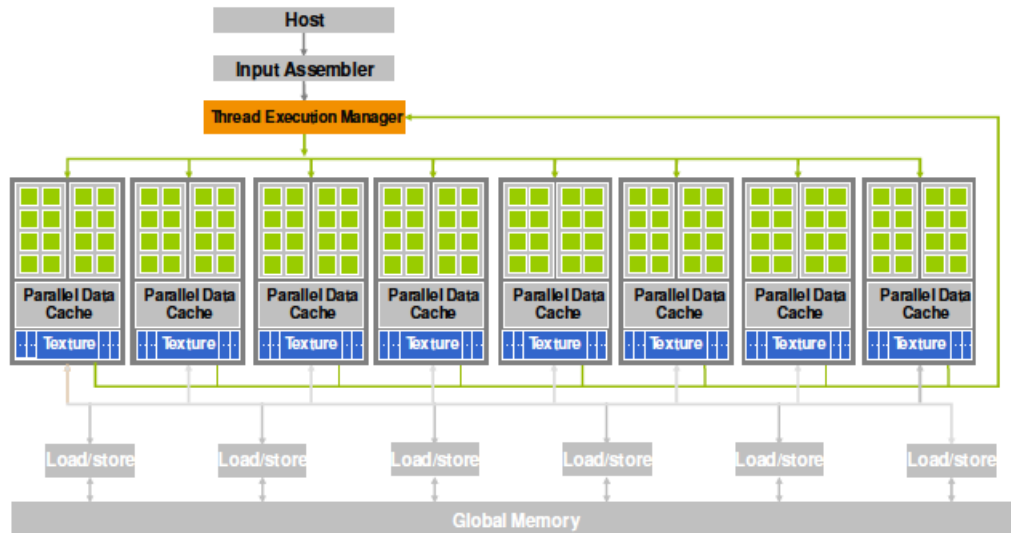 Host
Input Assembler
Thread Execution Manager
Parallel Data
Cache
Texture
Parallel Data
Cache
Texture
Parallel Data
Cache
Texture
Parallel Data
Cache
Texture
Parallel Data
Cache
Texture
Parallel Data
Cache
Texture
Parallel Data
Cache
Texture
Parallel Data
Cache
Texture
Load/store
Load/store
Load/store
Load/store
Load/store
Load/store
Global Memory